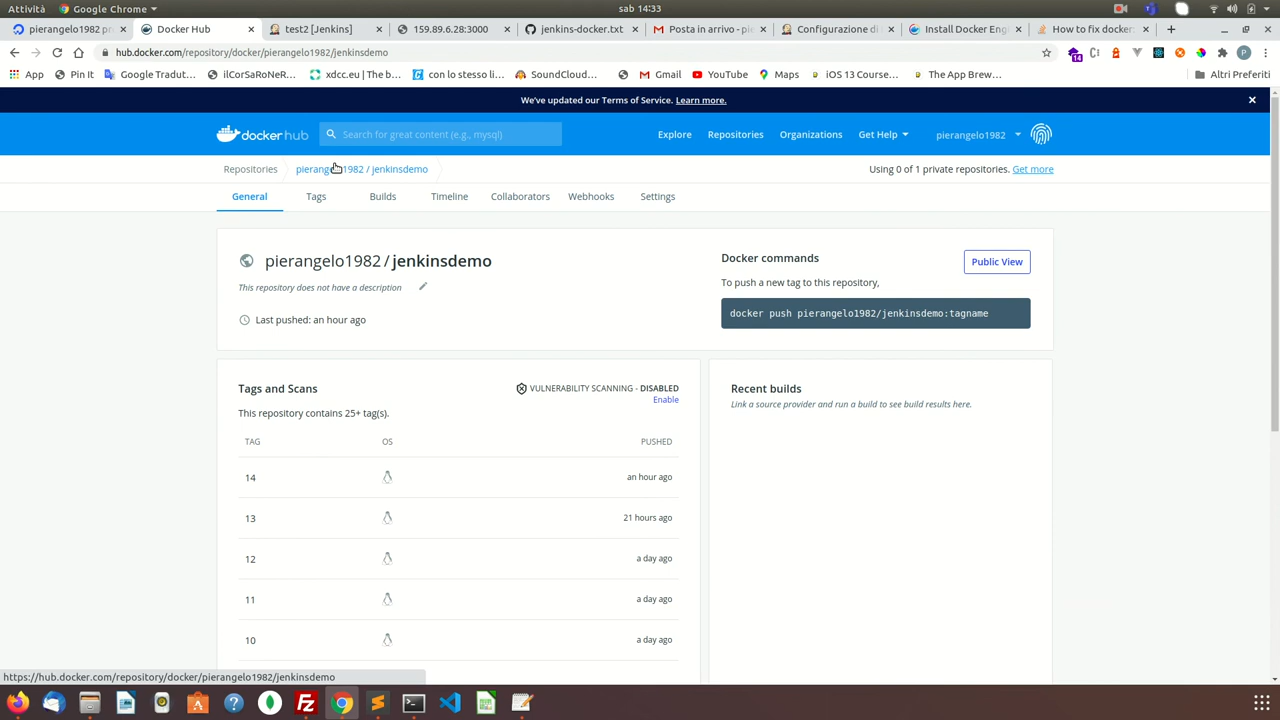 Attività
Google Chrome
sab 14:33
pierangelo1982 pr
Docker Hub
test2 [Jenkins]
159.89.6.28:3000
jenkins-docker.txt
Posta in arrivo - pie
Configurazione di
Install Docker Eng
How to fix docker:
hub.docker.com/repository/docker/pierangelo1982/jenkinsdemo
14
P
App
Pin It
Google Tradut...
ilCorSaRoNeR...
xdcc.eu | The b...
con lo stesso li...
SoundCloud...
Gmail
YouTube
Maps
iOS 13 Course...
The App Brew...
Altri Preferiti
We've updated our Terms of Service. Learn more.
docker hub
Search for great content (e.g., mysql)
Explore
Repositories
Organizations
Get Help
pierangelo1982
Repositories
pierangelo1982 / jenkinsdemo
Using 0 of 1 private repositories. Get more
General
Tags
Builds
Timeline
Collaborators
Webhooks
Settings
pierangelo1982 / jenkinsdemo
This repository does not have a description
Last pushed: an hour ago
Docker commands
Public View
To push a new tag to this repository,
docker push pierangelo1982/jenkinsdemo:tagname
Tags and Scans
VULNERABILITY SCANNING - DISABLED
Enable
This repository contains 25+ tag(s).
TAG
OS
PUSHED
14
an hour ago
13
21 hours ago
12
a day ago
11
a day ago
10
a day ago
Recent builds
Link a source provider and run a build to see build results here.
https://hub.docker.com/repository/docker/pierangelo1982/jenkinsdemo